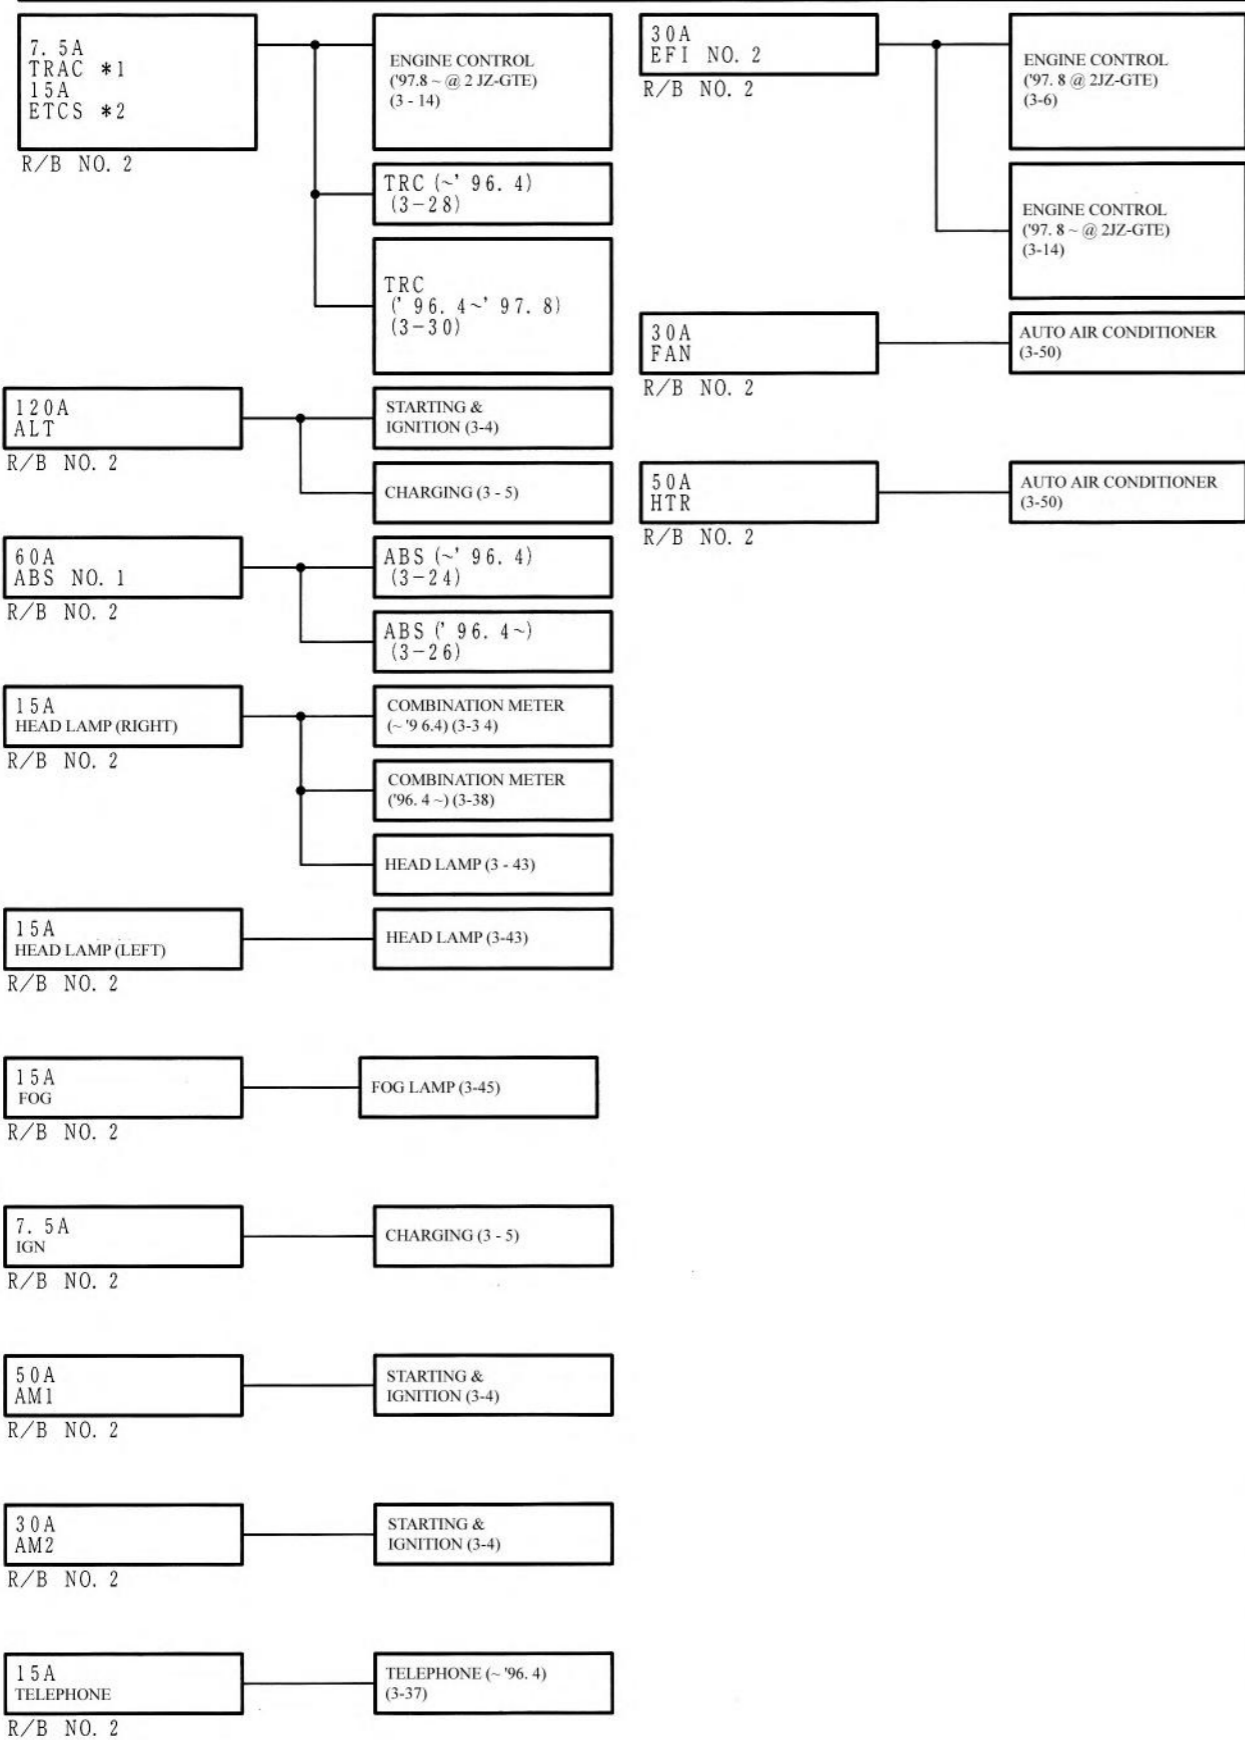 7. 5A
TRAC *1
15A
ETCS *2
R/B NO. 2
ENGINE CONTROL
('97.8 ~ @ 2 JZ-GTE)
(3 - 14)
TRC (~' 96. 4)
(3-28)
TRC
(' 96. 4~' 97. 8)
(3-30)
120A
ALT
R/B NO. 2
STARTING &
IGNITION (3-4)
CHARGING (3 - 5)
60A
ABS NO. 1
R/B NO. 2
ABS (~' 96. 4)
(3-24)
ABS (' 96. 4~)
(3-26)
15A
HEAD LAMP (RIGHT)
R/B NO. 2
COMBINATION METER
(~ '9 6.4) (3-3 4)
COMBINATION METER
('96. 4 ~) (3-38)
HEAD LAMP (3 - 43)
15A
HEAD LAMP (LEFT)
R/B NO. 2
HEAD LAMP (3-43)
15A
FOG
R/B NO. 2
FOG LAMP (3-45)
7. 5A
IGN
R/B NO. 2
CHARGING (3 - 5)
50A
AM1
R/B NO. 2
STARTING &
IGNITION (3-4)
30A
AM2
R/B NO. 2
STARTING &
IGNITION (3-4)
15A
TELEPHONE
R/B NO. 2
TELEPHONE (~ '96. 4)
(3-37)
30A
EFI NO. 2
R/B NO. 2
ENGINE CONTROL
('97. 8 @ 2JZ-GTE)
(3-6)
ENGINE CONTROL
('97. 8 ~ @ 2JZ-GTE)
(3-14)
30A
FAN
R/B NO. 2
AUTO AIR CONDITIONER
(3-50)
50A
HTR
R/B NO. 2
AUTO AIR CONDITIONER
(3-50)